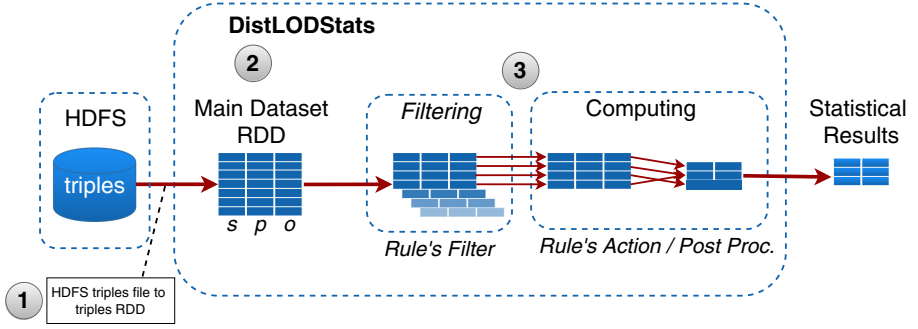 DistLODStats
2
3
HDFS
Main Dataset
RDD
Filtering
Computing
Statistical
Results
triples
s p o
Rule's Filter
Rule's Action / Post Proc.
1
HDFS triples file to
triples RDD